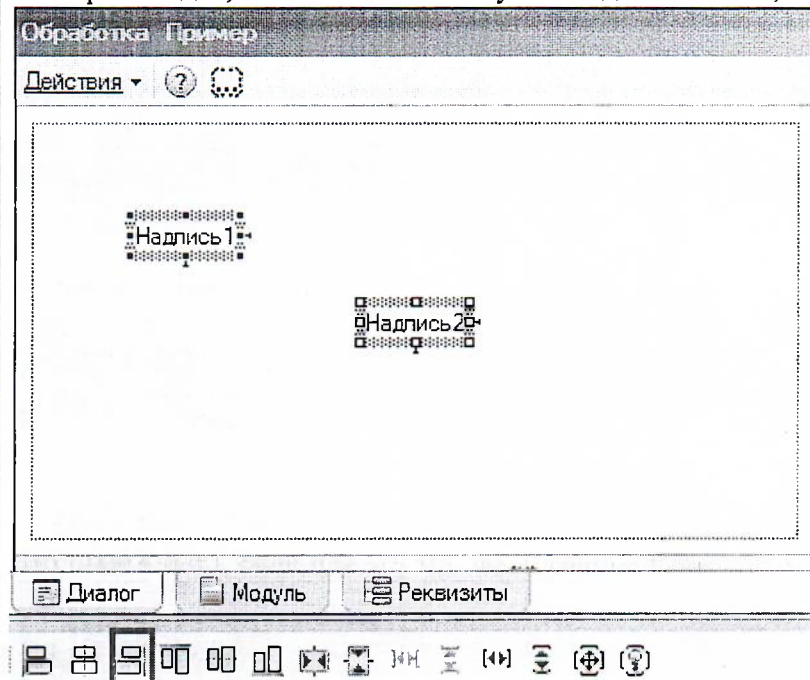 Обработка Пример
Действия
Надпись1
Надпись2
Диалог Модуль Реквизиты